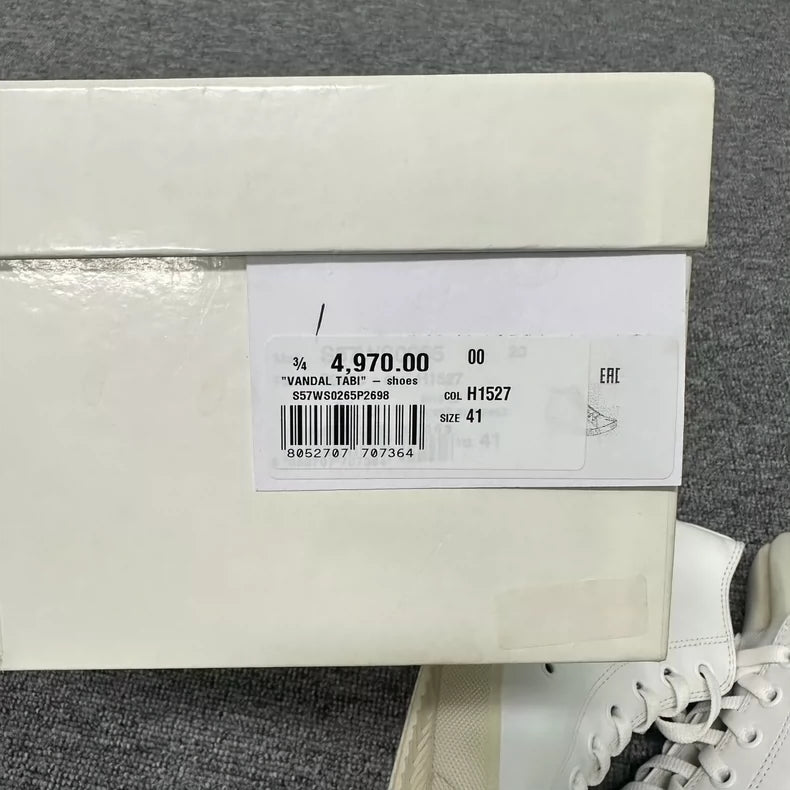 ¾ 4,970.00 00
"VANDAL TABI" – shoes
S57WS0265P2698 COL H1527
SIZE 41
8052707 707364
EAC